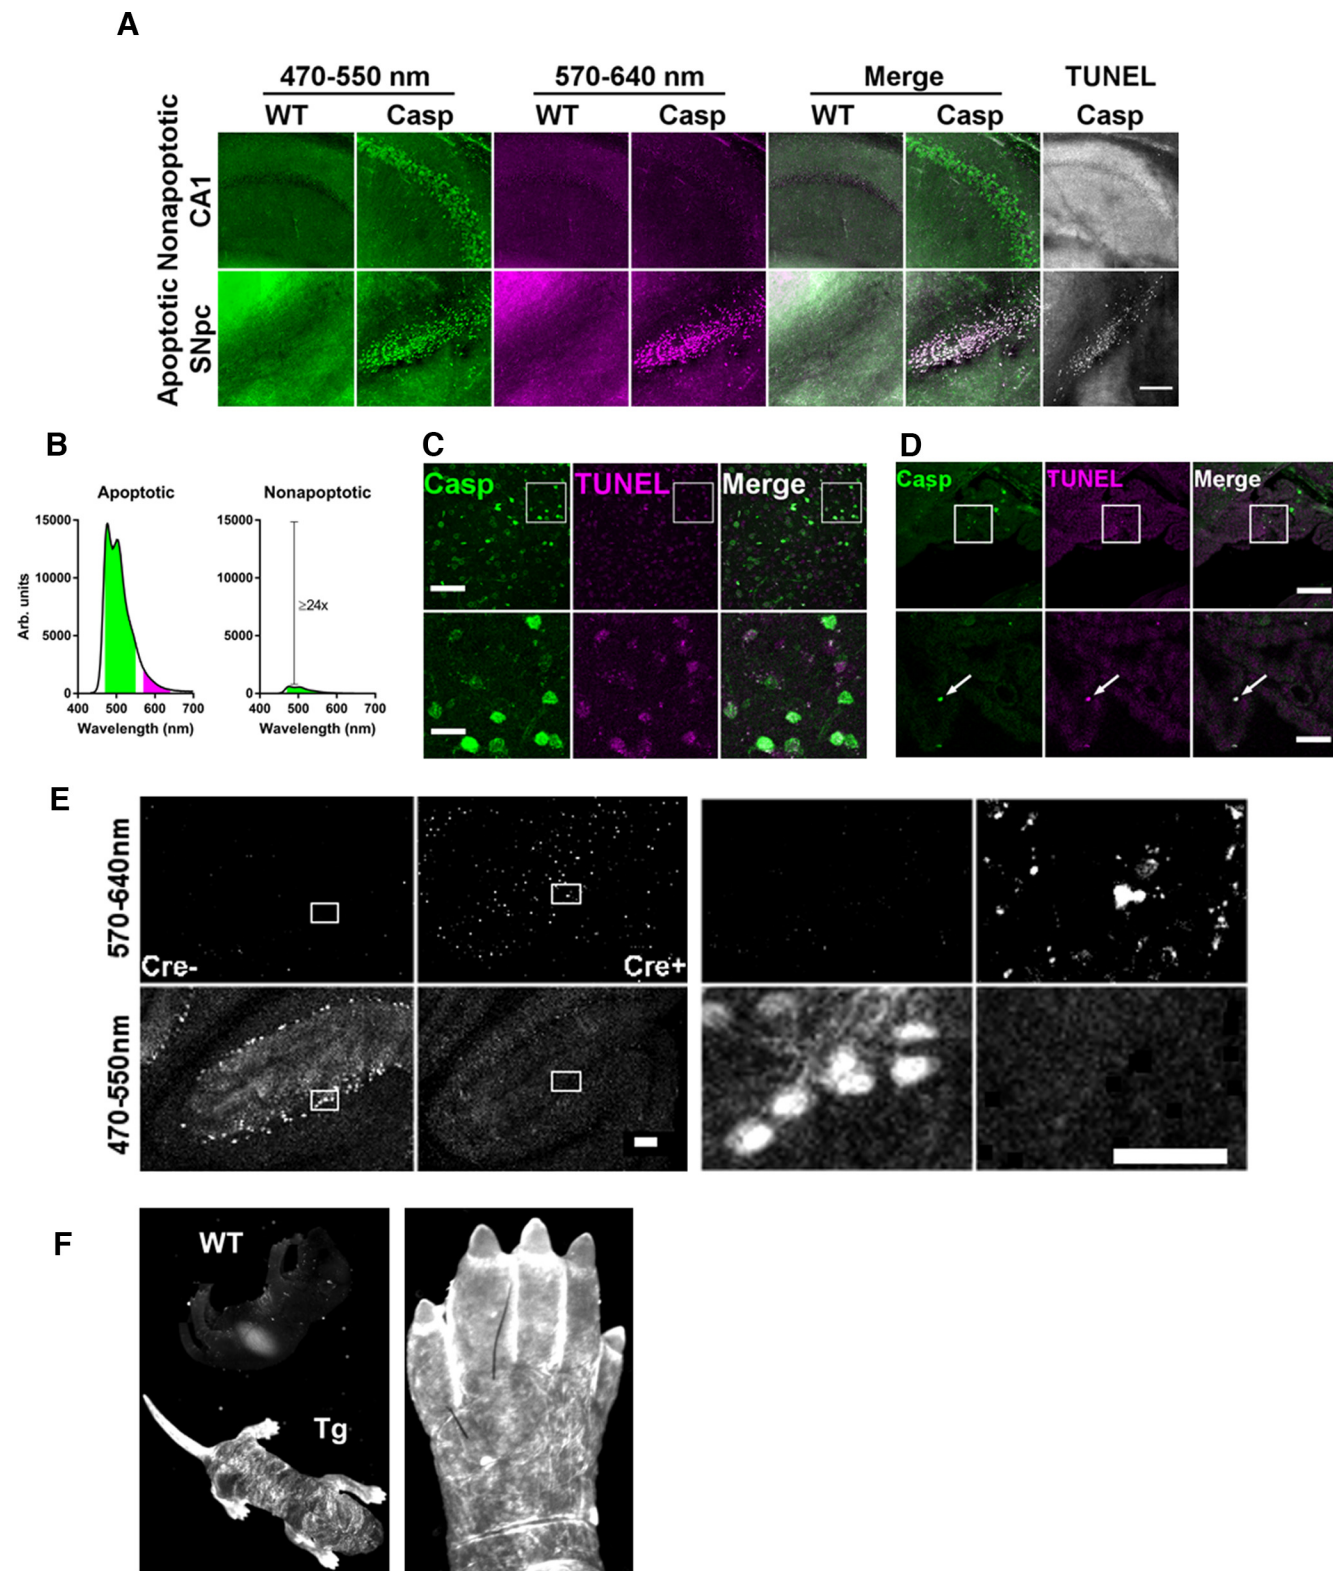 A
470-550 nm
570-640 nm
Merge
TUNEL
WT
Casp
WT
Casp
WT
Casp
Casp
Nonapoptotic
CA1
Apoptotic
SNpc
B
Apoptotic
Nonapoptotic
Arb. units
15000
10000
5000
0
400 500 600 700
Wavelength (nm)
15000
10000
5000
0
≥24x
400 500 600 700
Wavelength (nm)
C
Casp
TUNEL
Merge
D
Casp
TUNEL
Merge
E
570-640nm
Cre-
Cre+
470-550nm
F
WT
Tg